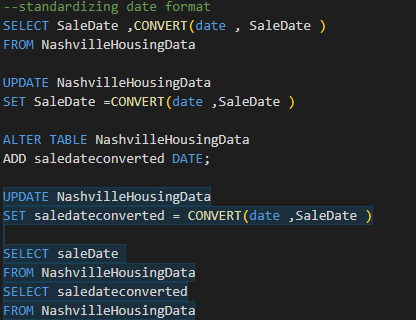 --standardizing date format
SELECT SaleDate ,CONVERT(date , SaleDate )
FROM NashvilleHousingData
UPDATE NashvilleHousingData
SET SaleDate =CONVERT(date ,SaleDate )
ALTER TABLE NashvilleHousingData
ADD saledateconverted DATE;
UPDATE NashvilleHousingData
SET saledateconverted = CONVERT(date ,SaleDate )
SELECT saleDate
FROM NashvilleHousingData
SELECT saledateconverted
FROM NashvilleHousingData